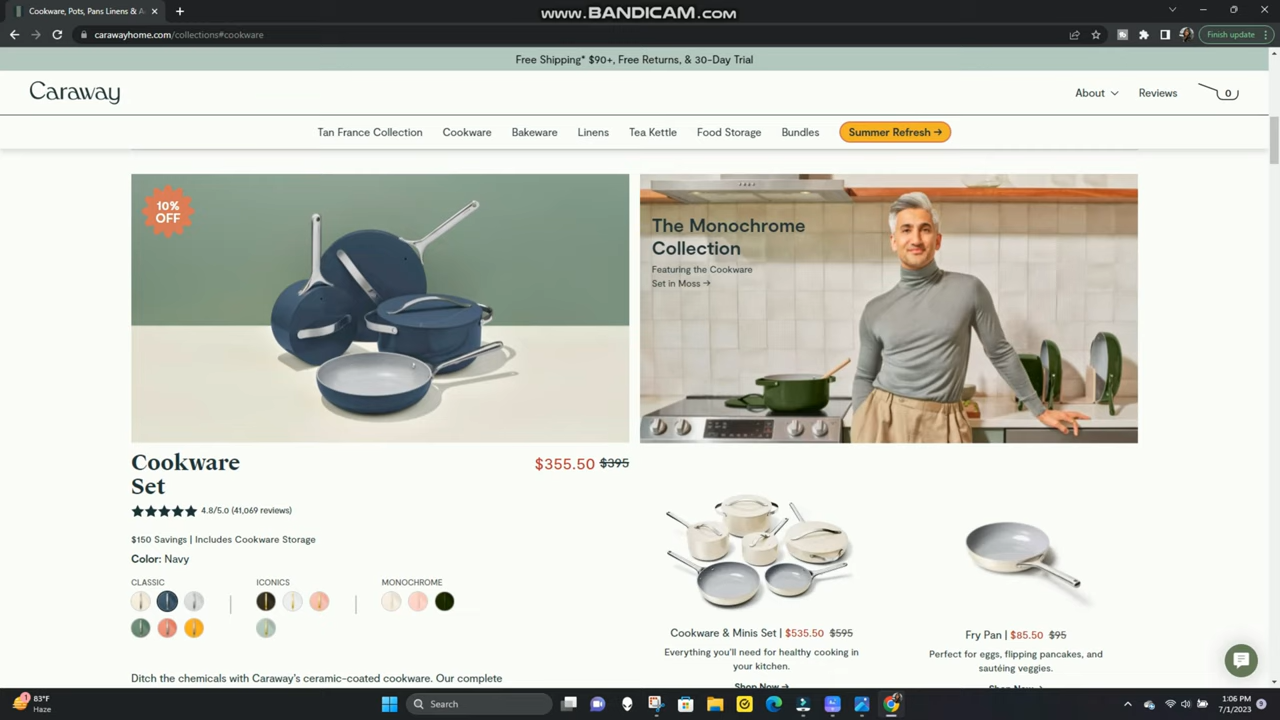 www.BANDICAM.com
Cookware, Pots, Pans Linens & A
carawayhome.com/collections#cookware
Finish update
Free Shipping* $90+, Free Returns, & 30-Day Trial
Caraway
About
Reviews
0
Tan France Collection
Cookware
Bakeware
Linens
Tea Kettle
Food Storage
Bundles
Summer Refresh →
10%
OFF
The Monochrome
Collection
Featuring the Cookware
Set in Moss →
Cookware
Set
$355.50 $395
4.8/5.0 (41,069 reviews)
$150 Savings | Includes Cookware Storage
Color: Navy
CLASSIC
ICONICS
MONOCHROME
Ditch the chemicals with Caraway's ceramic-coated cookware. Our complete
Cookware & Minis Set | $535.50 $595
Everything you'll need for healthy cooking in
your kitchen.
Shop Now →
Fry Pan | $85.50 $95
Perfect for eggs, flipping pancakes, and
sautéing veggies.
Shop Now →
83°F
Haze
Search
1:06 PM
7/1/2023